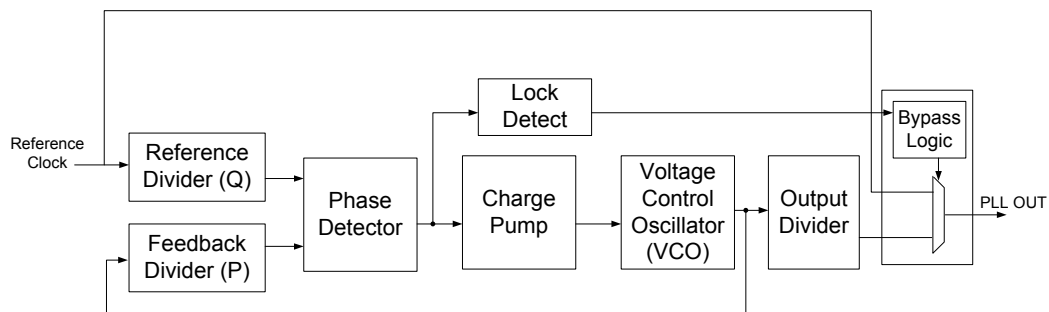 Lock
Detect
Bypass
Logic
Reference
Clock
Reference
Divider (Q)
Phase
Detector
Charge
Pump
Voltage
Control
Oscillator
(VCO)
Output
Divider
PLL OUT
Feedback
Divider (P)